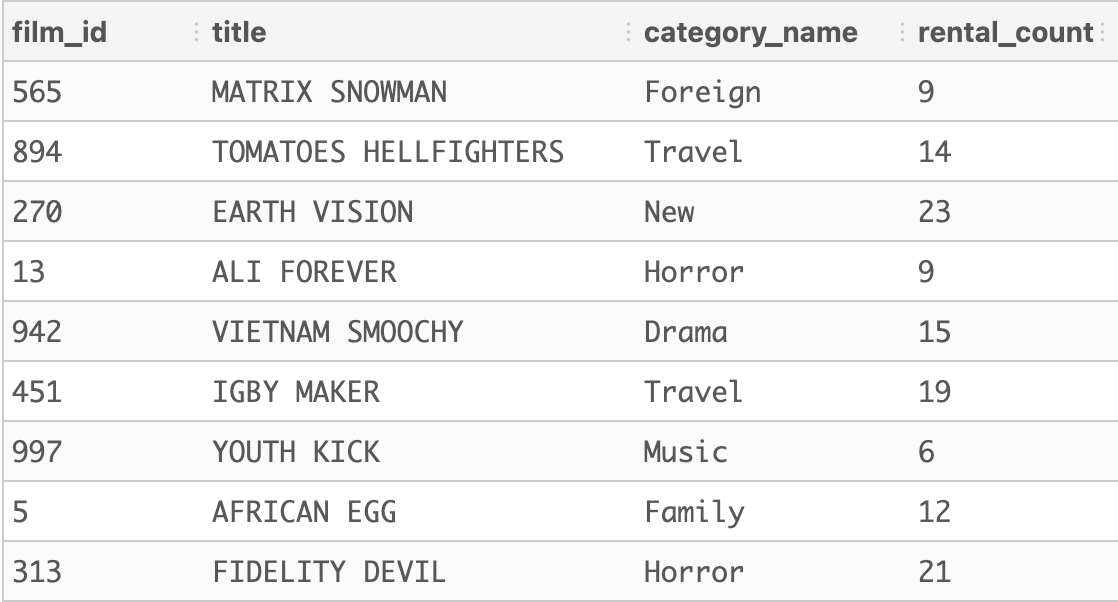 film_id title category_name rental_count
565 MATRIX SNOWMAN Foreign 9
894 TOMATOES HELLFIGHTERS Travel 14
270 EARTH VISION New 23
13 ALI FOREVER Horror 9
942 VIETNAM SMOOCHY Drama 15
451 IGBY MAKER Travel 19
997 YOUTH KICK Music 6
5 AFRICAN EGG Family 12
313 FIDELITY DEVIL Horror 21